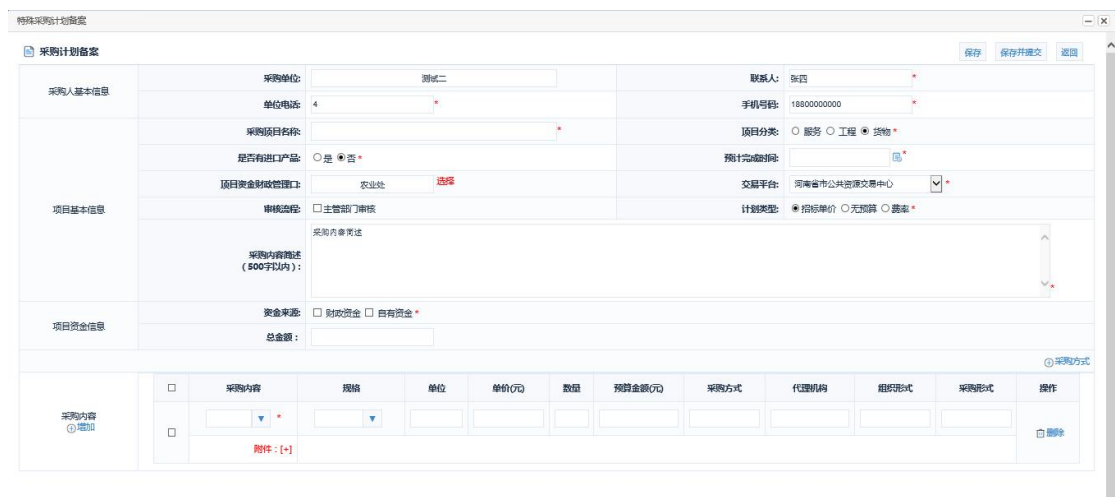 特殊采购计划备案
采购计划备案 保存 保存并提交 返回
采购人基本信息
采购单位: 测试二 联系人: 张四 *
单位电话: 4 * 手机号码: 18800000000 *
项目基本信息
采购项目名称: * 项目分类: 服务 工程 货物 *
是否有进口产品: 是 否 * 预计完成时间: *
项目资金财政管理口: 农业处 选择 交易平台: 河南省市公共资源交易中心 *
审核流程: 主管部门审核 计划类型: 招标单价 无预算 费率 *
采购内容简述
(500字以内): 采购内容简述 *
项目资金信息
资金来源: 财政资金 自有资金 *
总金额:
采购方式
采购内容
增加
采购内容 规格 单位 单价(元) 数量 预算金额(元) 采购方式 代理机构 组织形式 采购形式 操作
* 删除
附件:[+]